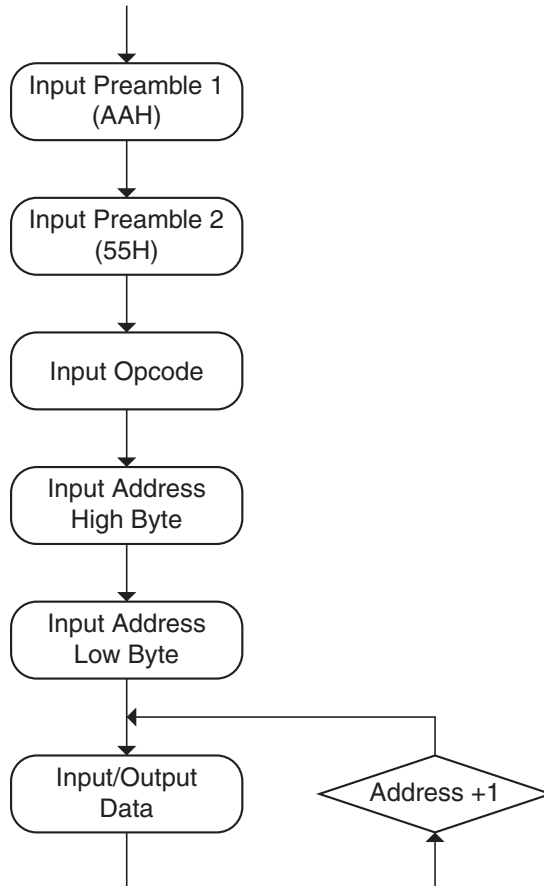 Input Preamble 1
(AAH)
Input Preamble 2
(55H)
Input Opcode
Input Address
High Byte
Input Address
Low Byte
Input/Output
Data
Address +1